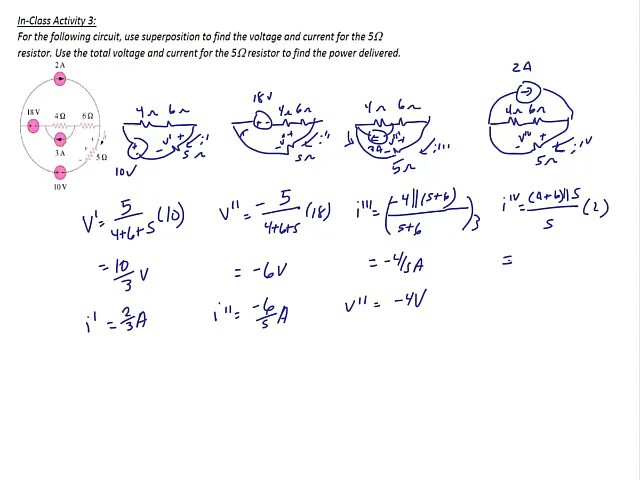 In-Class Activity 3:
For the following circuit, use superposition to find the voltage and current for the 5Ω
resistor. Use the total voltage and current for the 5Ω resistor to find the power delivered.
2 A
18 V
4 Ω
6 Ω
3 A
5 Ω
10 V
4Ω 6Ω
V' +
i'
5Ω
10V
18V
4Ω 6Ω
V'' +
i''
5Ω
4Ω 6Ω
3A
V''' +
i'''
5Ω
2A
4Ω 6Ω
V^IV +
i^IV
5Ω
V' = 5/(4+6+5) (10)
= 10/3 V
i' = 2/3 A
V'' = -5/(4+6+5) (18)
= -6V
i'' = -6/5 A
i''' = (-4||(5+6)/(5+6)) 3
= -4/5 A
V'' = -4V
i^IV = (4+6)||5/5 (2)
=